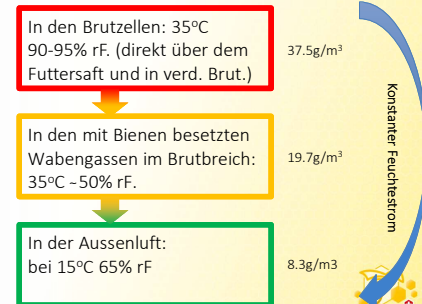 In den Brutzellen: 35°C
90-95% rF. (direkt über dem
Futtersaft und in verd. Brut.)
37.5g/m³
In den mit Bienen besetzten
Wabengassen im Brutbereich:
35°C ~50% rF.
19.7g/m³
In der Aussenluft:
bei 15°C 65% rF
8.3g/m3
Konstanter Feuchtestrom